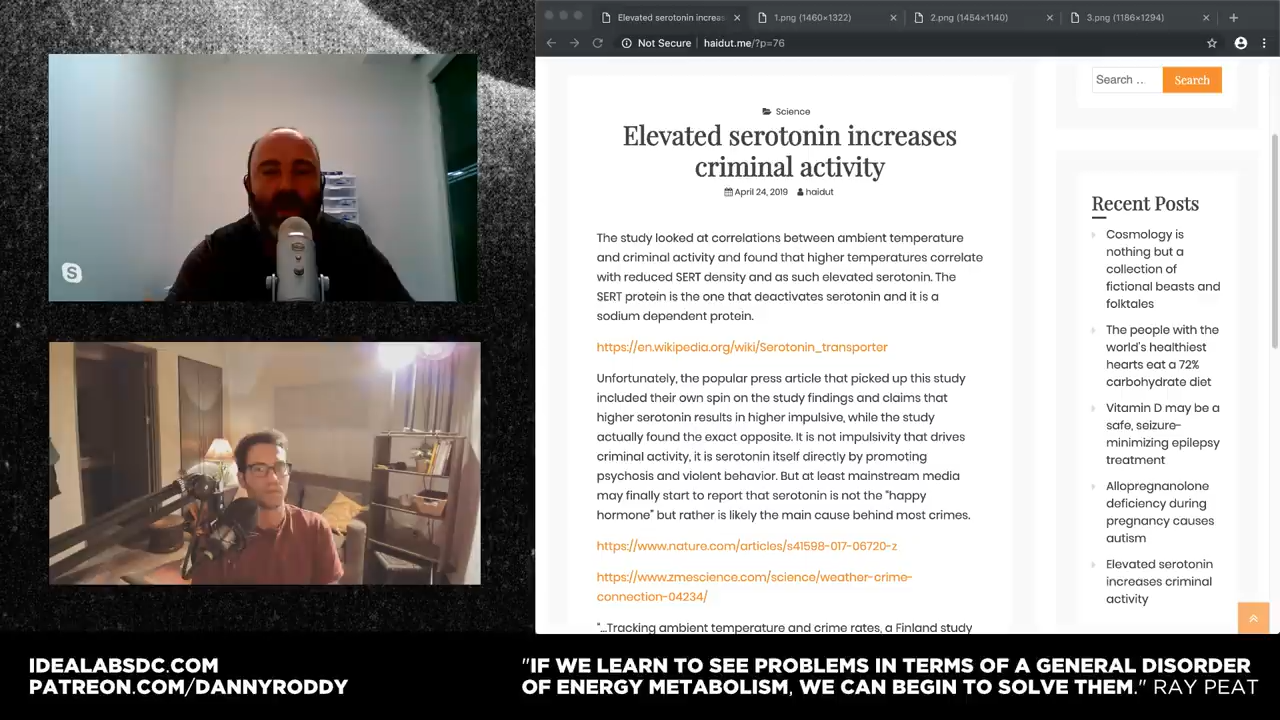 Elevated serotonin increas
1.png (1460×1322)
2.png (1454×1140)
3.png (1186×1294)
Not Secure
haidut.me/?p=76
Search …
Search
Science
Elevated serotonin increases
criminal activity
April 24, 2019 haidut
The study looked at correlations between ambient temperature
and criminal activity and found that higher temperatures correlate
with reduced SERT density and as such elevated serotonin. The
SERT protein is the one that deactivates serotonin and it is a
sodium dependent protein.
https://en.wikipedia.org/wiki/Serotonin_transporter
Unfortunately, the popular press article that picked up this study
included their own spin on the study findings and claims that
higher serotonin results in higher impulsive, while the study
actually found the exact opposite. It is not impulsivity that drives
criminal activity, it is serotonin itself directly by promoting
psychosis and violent behavior. But at least mainstream media
may finally start to report that serotonin is not the "happy
hormone" but rather is likely the main cause behind most crimes.
https://www.nature.com/articles/s41598-017-06720-z
https://www.zmescience.com/science/weather-crime-
connection-04234/
"…Tracking ambient temperature and crime rates, a Finland study
Recent Posts
Cosmology is
nothing but a
collection of
fictional beasts and
folktales
The people with the
world's healthiest
hearts eat a 72%
carbohydrate diet
Vitamin D may be a
safe, seizure-
minimizing epilepsy
treatment
Allopregnanolone
deficiency during
pregnancy causes
autism
Elevated serotonin
increases criminal
activity
S
IDEALABSDC.COM
PATREON.COM/DANNYRODDY
"IF WE LEARN TO SEE PROBLEMS IN TERMS OF A GENERAL DISORDER
OF ENERGY METABOLISM, WE CAN BEGIN TO SOLVE THEM." RAY PEAT